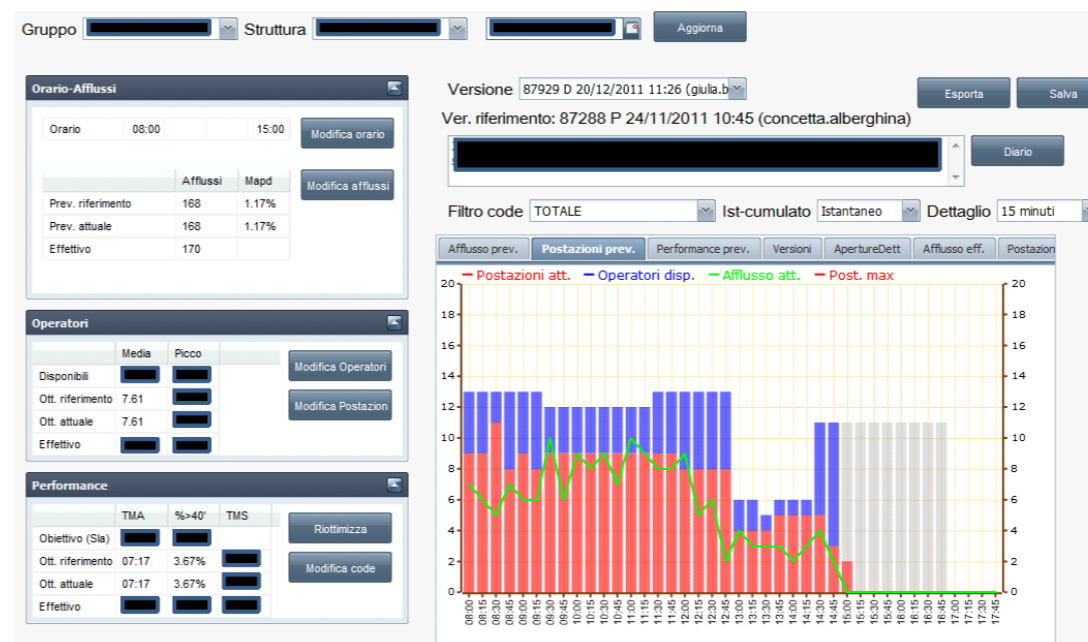 Gruppo Struttura Aggiorna
Orario-Afflussi
Orario 08:00 15:00 Modifica orario
Afflussi Mapd Modifica afflussi
Prev. riferimento 168 1.17%
Prev. attuale 168 1.17%
Effettivo 170
Operatori
Media Picco
Disponibili Modifica Operatori
Ott. riferimento 7.61 Modifica Postazion
Ott. attuale 7.61
Effettivo
Performance
TMA %>40' TMS
Obiettivo (Sla) Riottimizza
Ott. riferimento 07:17 3.67% Modifica code
Ott. attuale 07:17 3.67%
Effettivo
Versione 87929 D 20/12/2011 11:26 (giulia.b Esporta Salva
Ver. riferimento: 87288 P 24/11/2011 10:45 (concetta.alberghina)
Diario
Filtro code TOTALE Ist-cumulato Istantaneo Dettaglio 15 minuti
Afflusso prev. Postazioni prev. Performance prev. Versioni ApertureDett Afflusso eff. Postazion
Postazioni att. Operatori disp. Afflusso att. Post. max
20 20
18 18
16 16
14 14
12 12
10 10
8 8
6 6
4 4
2 2
0 0
08:00 08:15 08:30 08:45 09:00 09:15 09:30 09:45 10:00 10:15 10:30 10:45 11:00 11:15 11:30 11:45 12:00 12:15 12:30 12:45 13:00 13:15 13:30 13:45 14:00 14:15 14:30 14:45 15:00 15:15 15:30 15:45 16:00 16:15 16:30 16:45 17:00 17:15 17:30 17:45